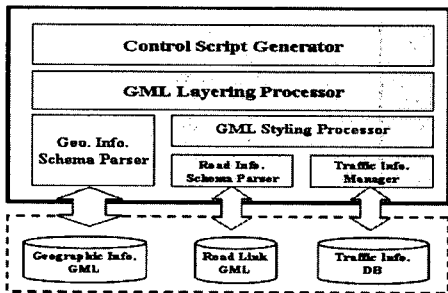 Control Script Generator
GML Layering Processor
Geo. Info.
Schema Parser
GML Styling Processor
Road Info.
Schema Parser
Traffic Info.
Manager
Geographic Info.
GML
Road Link
GML
Traffic Info.
DB